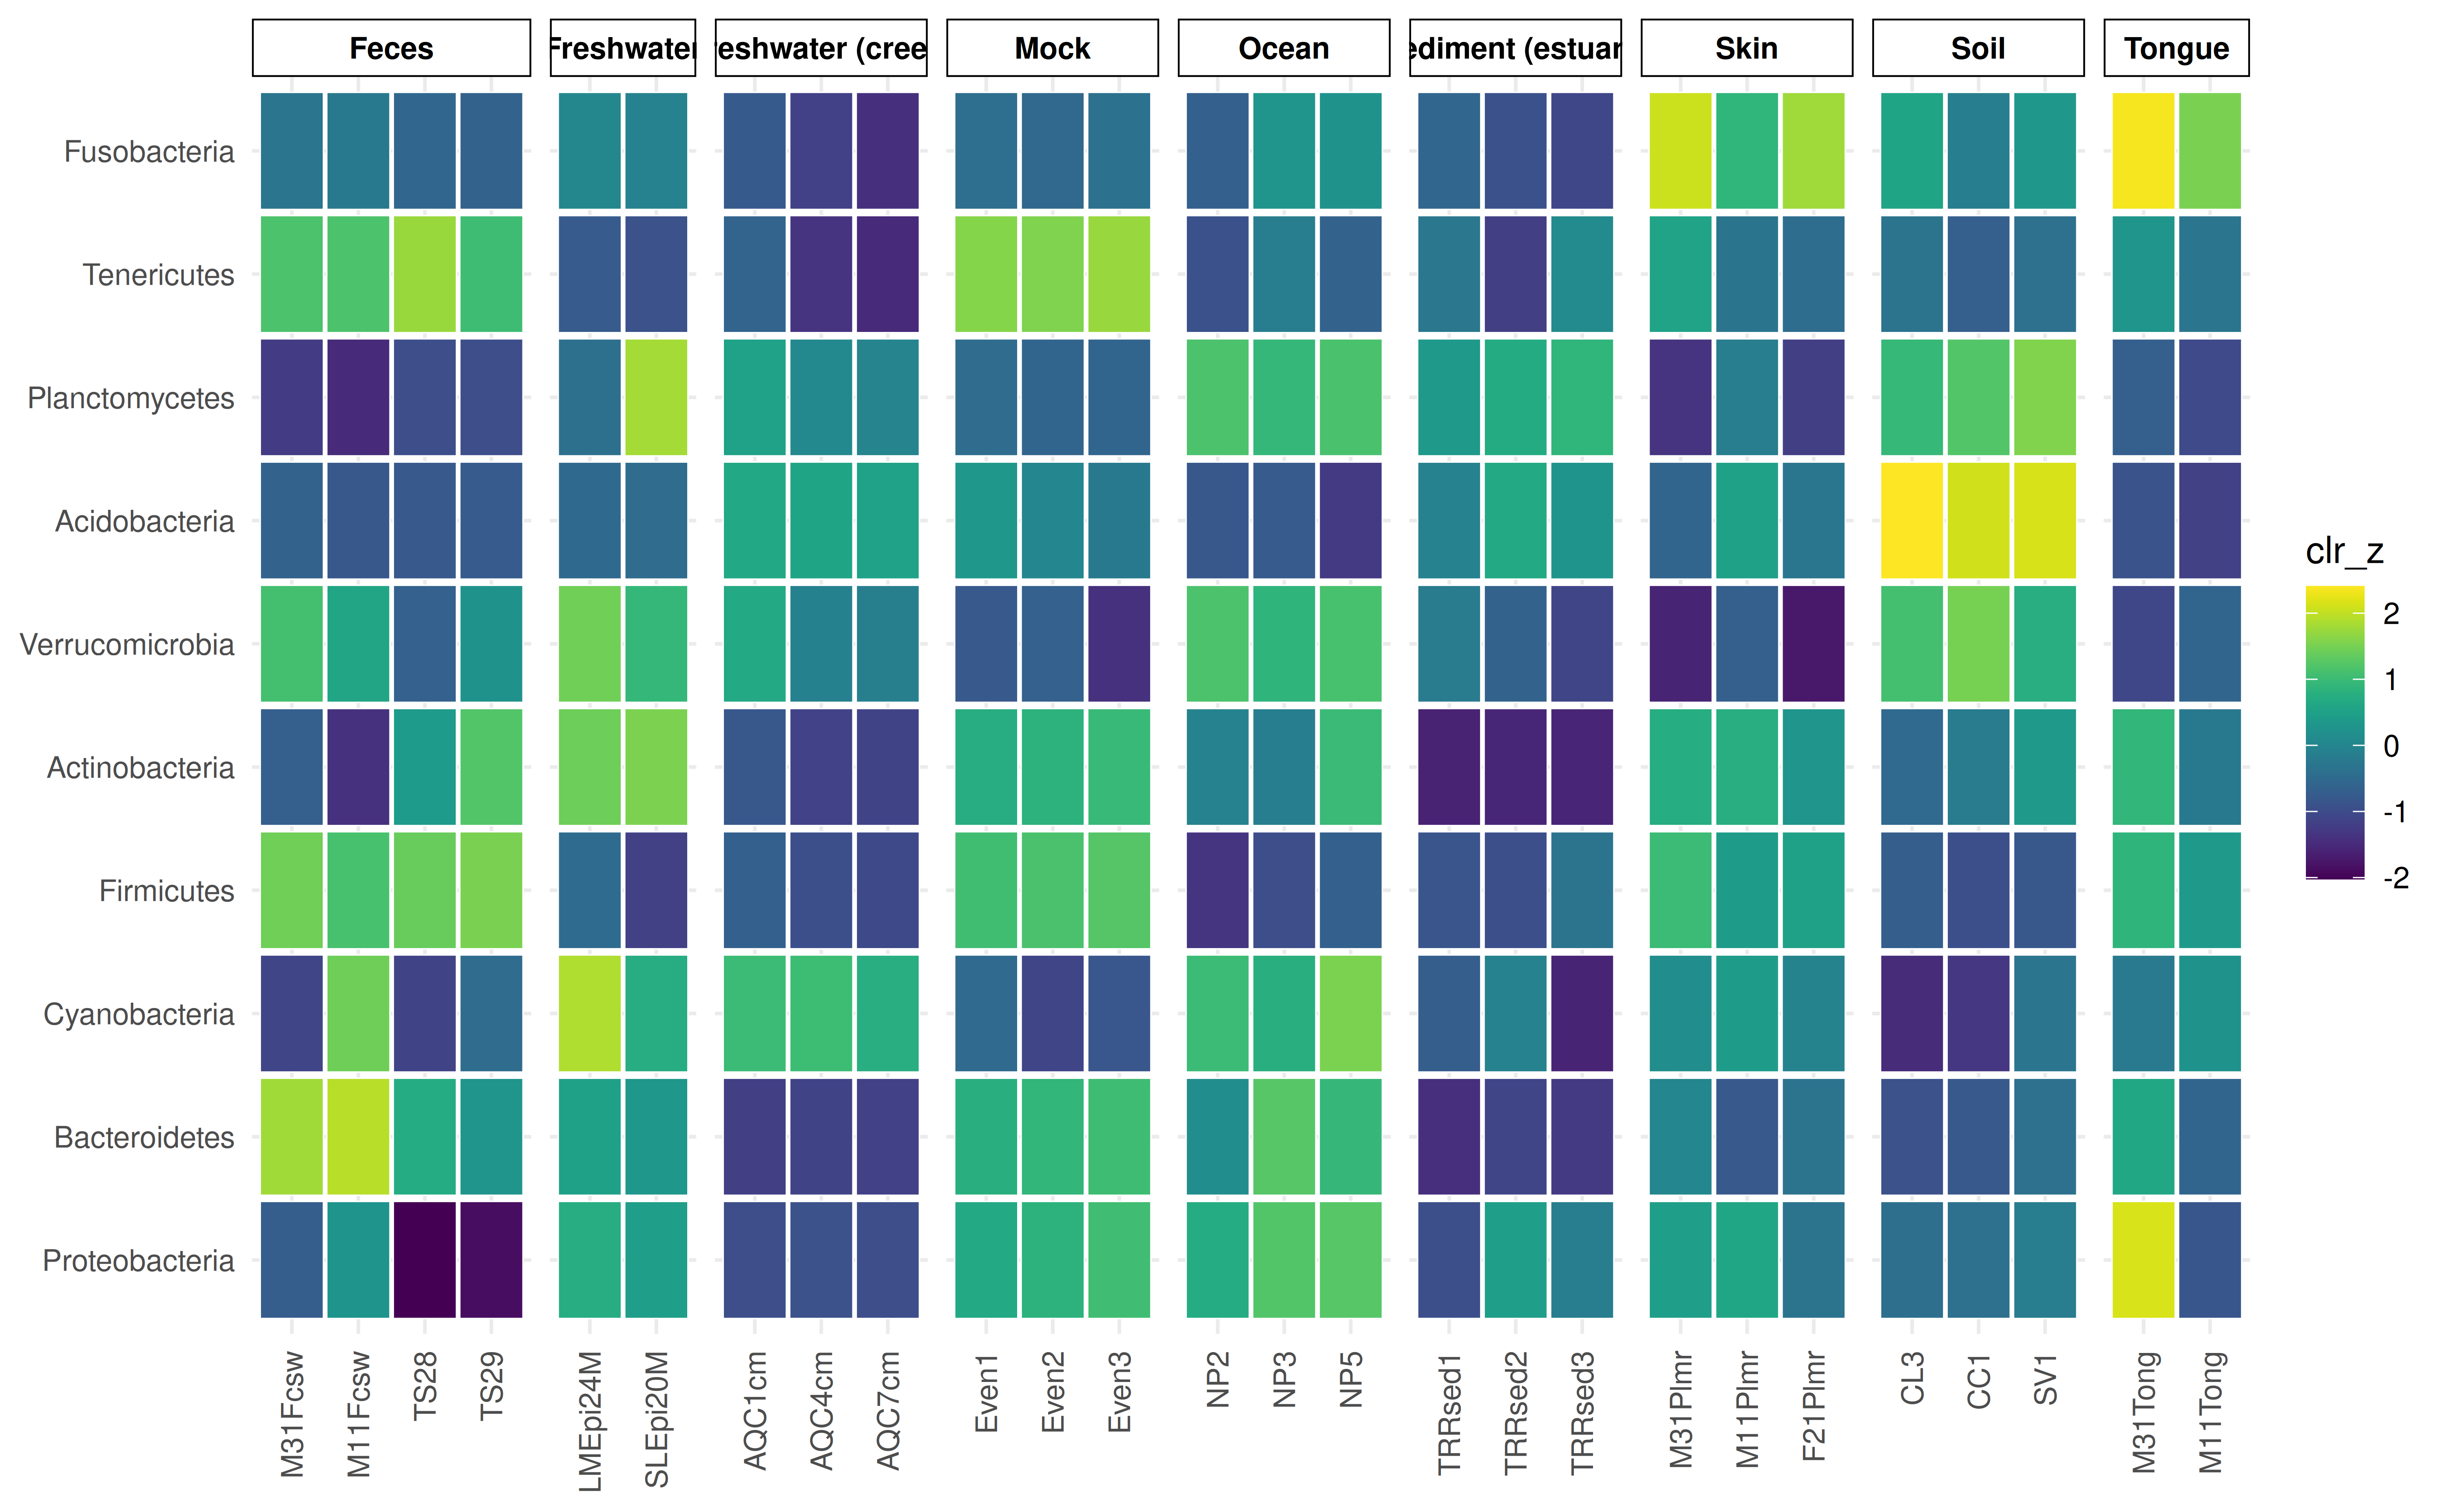 Feces Freshwater eshwater (cree Mock Ocean ediment (estuar Skin Soil Tongue
Fusobacteria
Tenericutes
Planctomycetes
Acidobacteria
Verrucomicrobia
Actinobacteria
Firmicutes
Cyanobacteria
Bacteroidetes
Proteobacteria
M31Fcsw M11Fcsw TS28 TS29 LMEpi24M SLEpi20M AQC1cm AQC4cm AQC7cm Even1 Even2 Even3 NP2 NP3 NP5 TRRsed1 TRRsed2 TRRsed3 M31Plmr M11Plmr F21Plmr CL3 CC1 SV1 M31Tong M11Tong
clr_z
2
1
0
-1
-2